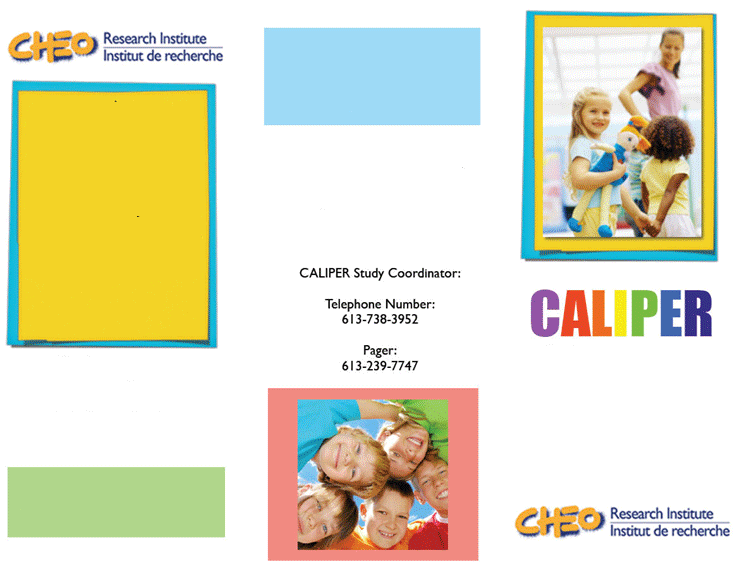 CHEO Research Institute
Institut de recherche
CALIPER Study Coordinator:
Telephone Number:
613-738-3952
Pager:
613-239-7747
CALIPER
CHEO Research Institute
Institut de recherche